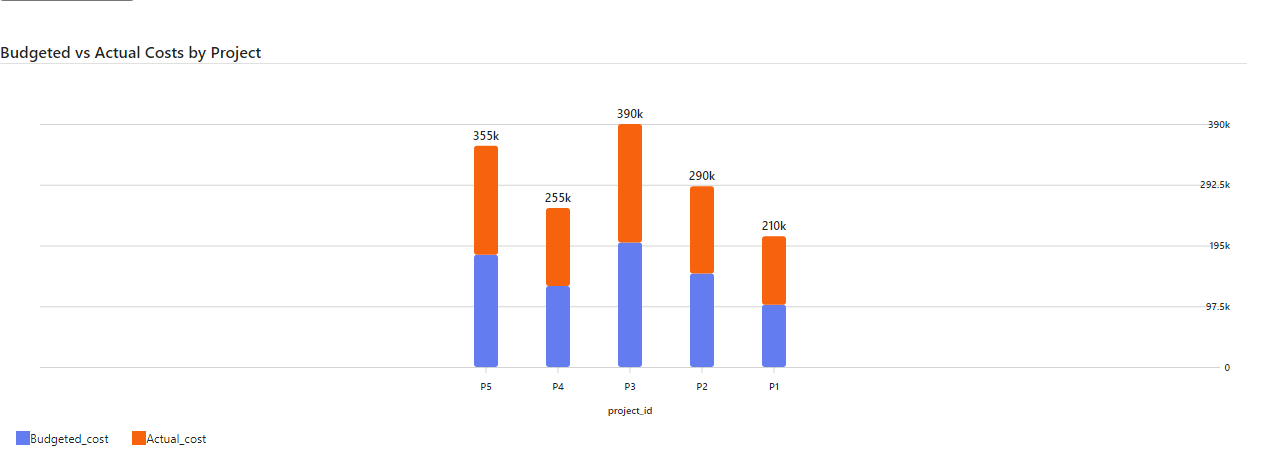 Budgeted vs Actual Costs by Project
390k
355k
390k
290k
292.5k
255k
210k
195k
97.5k
0
P5 P4 P3 P2 P1
project_id
Budgeted_cost Actual_cost